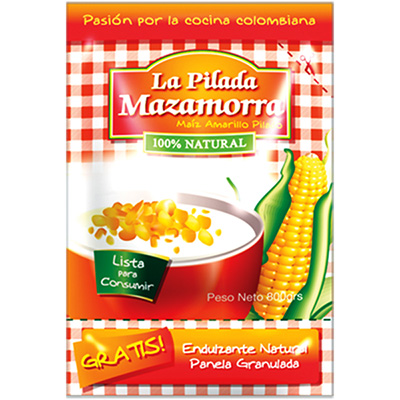 Pasión por la cocina colombiana
La Pilada
Mazamorra
Maíz Amarillo Pilado
100% NATURAL
Lista
para
Consumir
Peso Neto 800grs
GRATIS!
Endulzante Natural
Panela Granulada